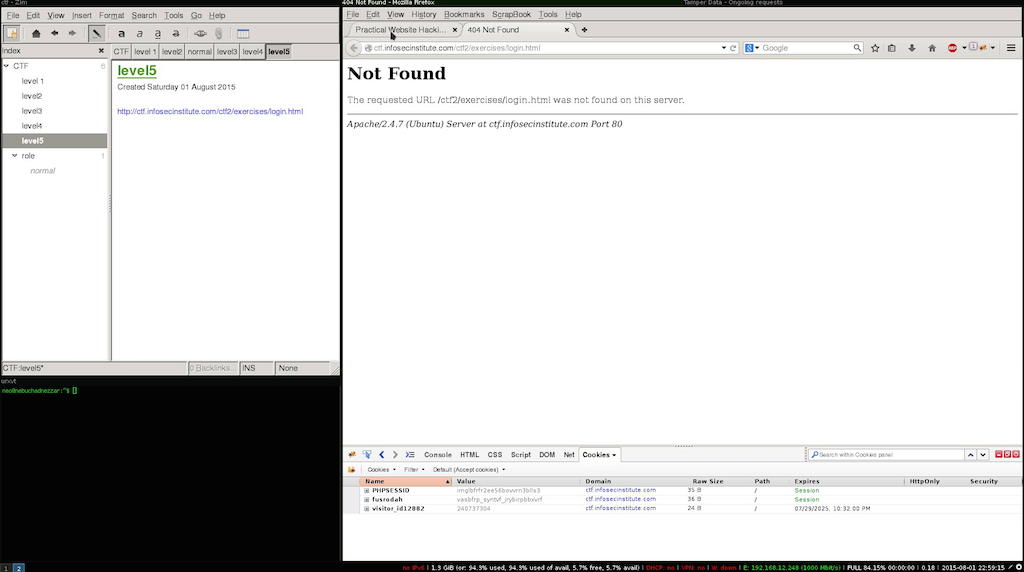 ctf - Zim
File Edit View Insert Format Search Tools Go Help
Index
CTF 6
level 1
level2
level3
level4
level5
role 1
normal
CTF level 1 level2 normal level3 level4 level5
level5
Created Saturday 01 August 2015
http://ctf.infosecinstitute.com/ctf2/exercises/login.html
CTF:level5* 0 Backlinks... INS None
urxvt
neo@nebuchadnezzar:~$
404 Not Found - Mozilla Firefox Tamper Data - Ongoing requests
File Edit View History Bookmarks ScrapBook Tools Help
Practical Website Hacki... 404 Not Found
ctf.infosecinstitute.com/ctf2/exercises/login.html Google
Not Found
The requested URL /ctf2/exercises/login.html was not found on this server.
Apache/2.4.7 (Ubuntu) Server at ctf.infosecinstitute.com Port 80
Console HTML CSS Script DOM Net Cookies Search within Cookies panel
Cookies Filter Default (Accept cookies)
Name Value Domain Raw Size Path Expires HttpOnly Security
PHPSESSID ctf.infosecinstitute.com 35 B / Session
fusrodah vasbfrp_syntvf_jrybirpbbxvrf ctf.infosecinstitute.com 36 B / Session
visitor_id12882 240737304 ctf.infosecinstitute.com 24 B / 07/29/2025, 10:32:00 PM
1 2 no IPv6 | 1.3 GiB (or: 94.3% used, 94.3% used of avail, 5.7% free, 5.7% avail) | DHCP: no | VPN: no | W: down | E: 192.168.12.248 (1000 Mbit/s) | FULL 84.15% 00:00:00 | 0.18 | 2015-08-01 22:59:15